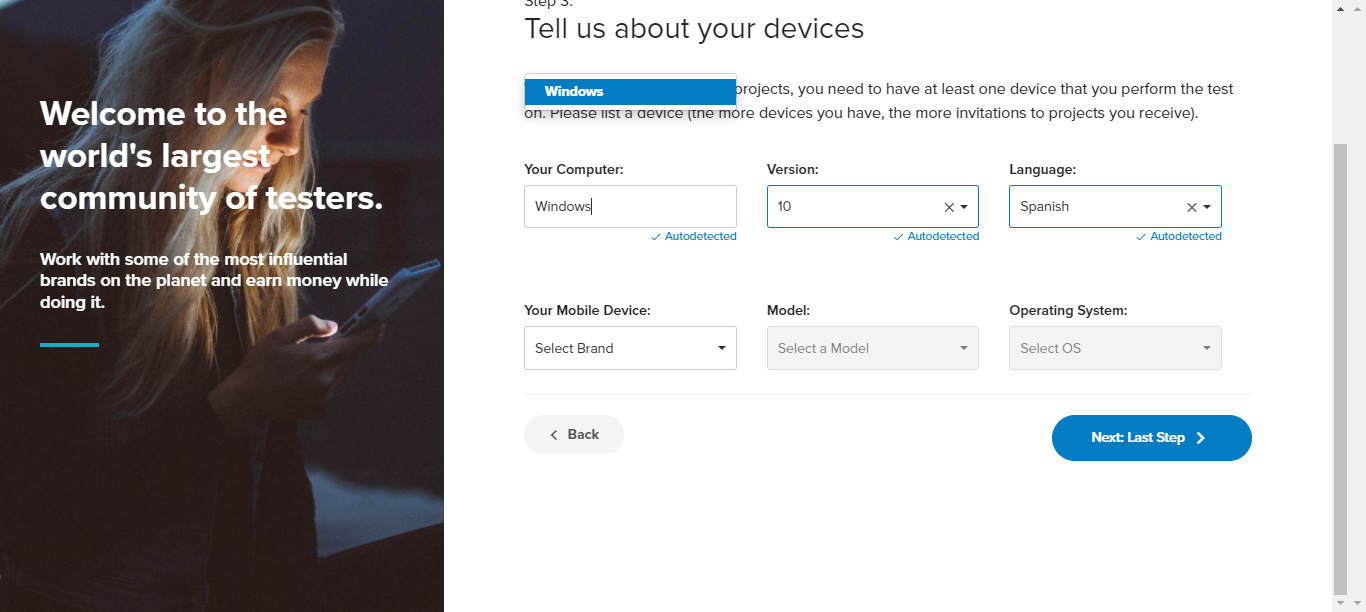 Welcome to the
world's largest
community of testers.
Work with some of the most influential
brands on the planet and earn money while
doing it.
Step 3:
Tell us about your devices
Windows
projects, you need to have at least one device that you perform the test
on. Please list a device (the more devices you have, the more invitations to projects you receive).
Your Computer: Version: Language:
Windows 10 Spanish
Autodetected Autodetected Autodetected
Your Mobile Device: Model: Operating System:
Select Brand Select a Model Select OS
Back Next: Last Step